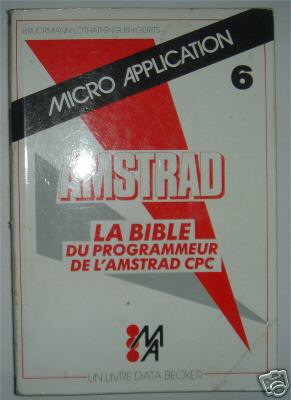 BRÜCKMANN·LOTHAT·ENGLISH·GERITS
MICRO APPLICATION
6
AMSTRAD
LA BIBLE
DU PROGRAMMEUR
DE L'AMSTRAD CPC
MA
UN LIVRE DATA BECKER